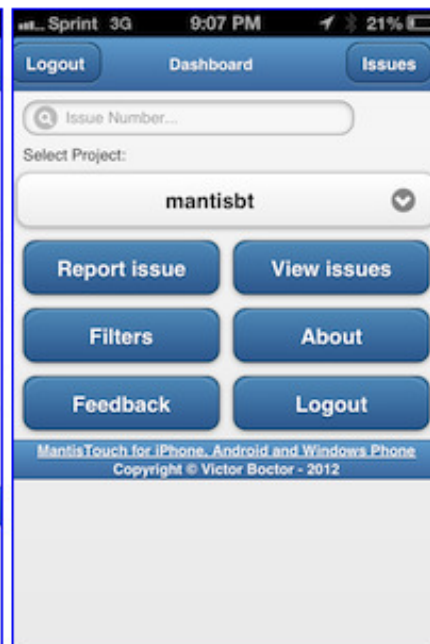 Sprint 3G 9:07 PM 21%
Logout Dashboard Issues
Issue Number...
Select Project:
mantisbt
Report issue View issues
Filters About
Feedback Logout
MantisTouch for iPhone, Android and Windows Phone
Copyright © Victor Boctor - 2012